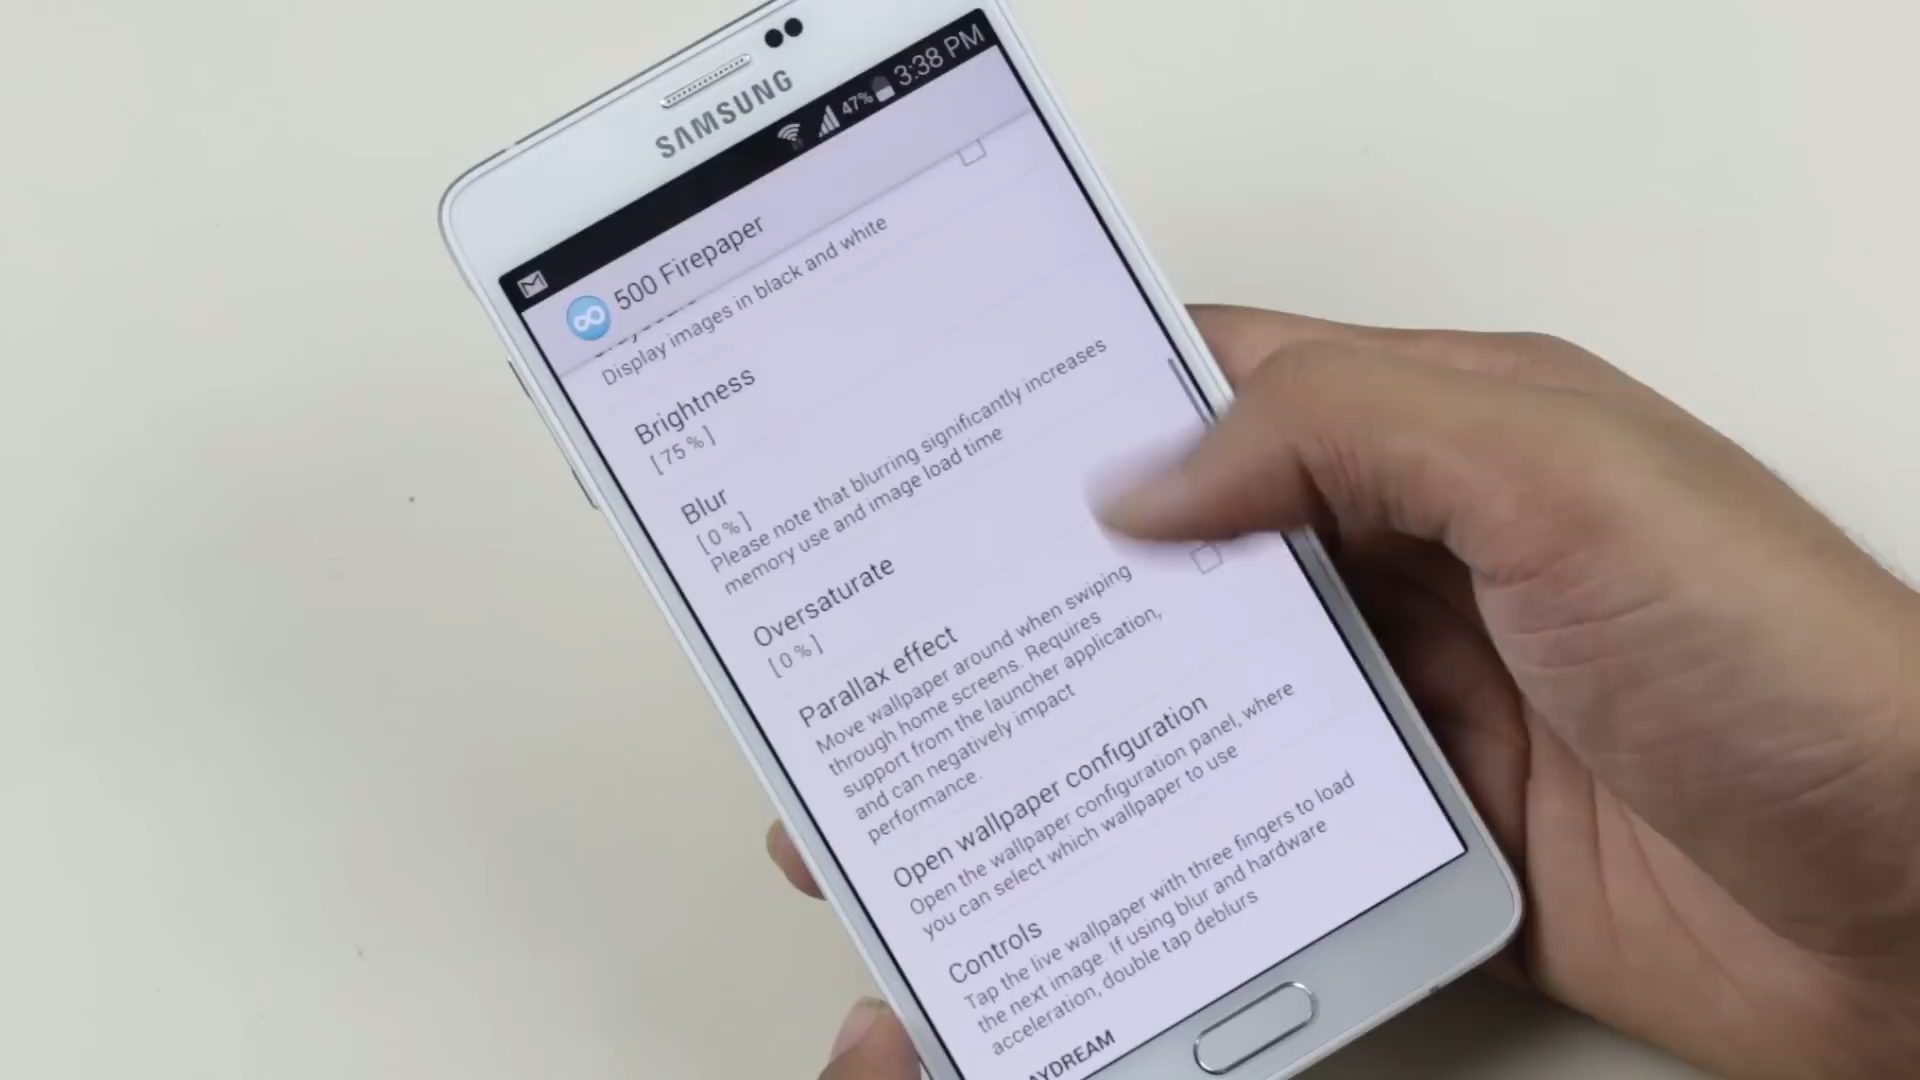 SAMSUNG
47% 3:38 PM
500 Firepaper
Display images in black and white
Brightness
[ 75 % ]
Blur
[ 0 % ]
Please note that blurring significantly increases
memory use and image load time
Oversaturate
[ 0 % ]
Parallax effect
Move wallpaper around when swiping
through home screens. Requires
support from the launcher application,
and can negatively impact
performance.
Open wallpaper configuration
Open the wallpaper configuration panel, where
you can select which wallpaper to use
Controls
Tap the live wallpaper with three fingers to load
the next image. If using blur and hardware
acceleration, double tap deblurs
AYDREAM